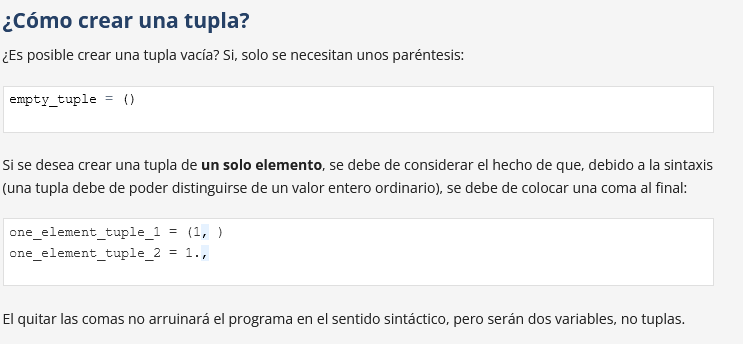 ¿Cómo crear una tupla?
¿Es posible crear una tupla vacía? Si, solo se necesitan unos paréntesis:
empty_tuple = ()
Si se desea crear una tupla de un solo elemento, se debe de considerar el hecho de que, debido a la sintaxis
(una tupla debe de poder distinguirse de un valor entero ordinario), se debe de colocar una coma al final:
one_element_tuple_1 = (1, )
one_element_tuple_2 = 1.,
El quitar las comas no arruinará el programa en el sentido sintáctico, pero serán dos variables, no tuplas.